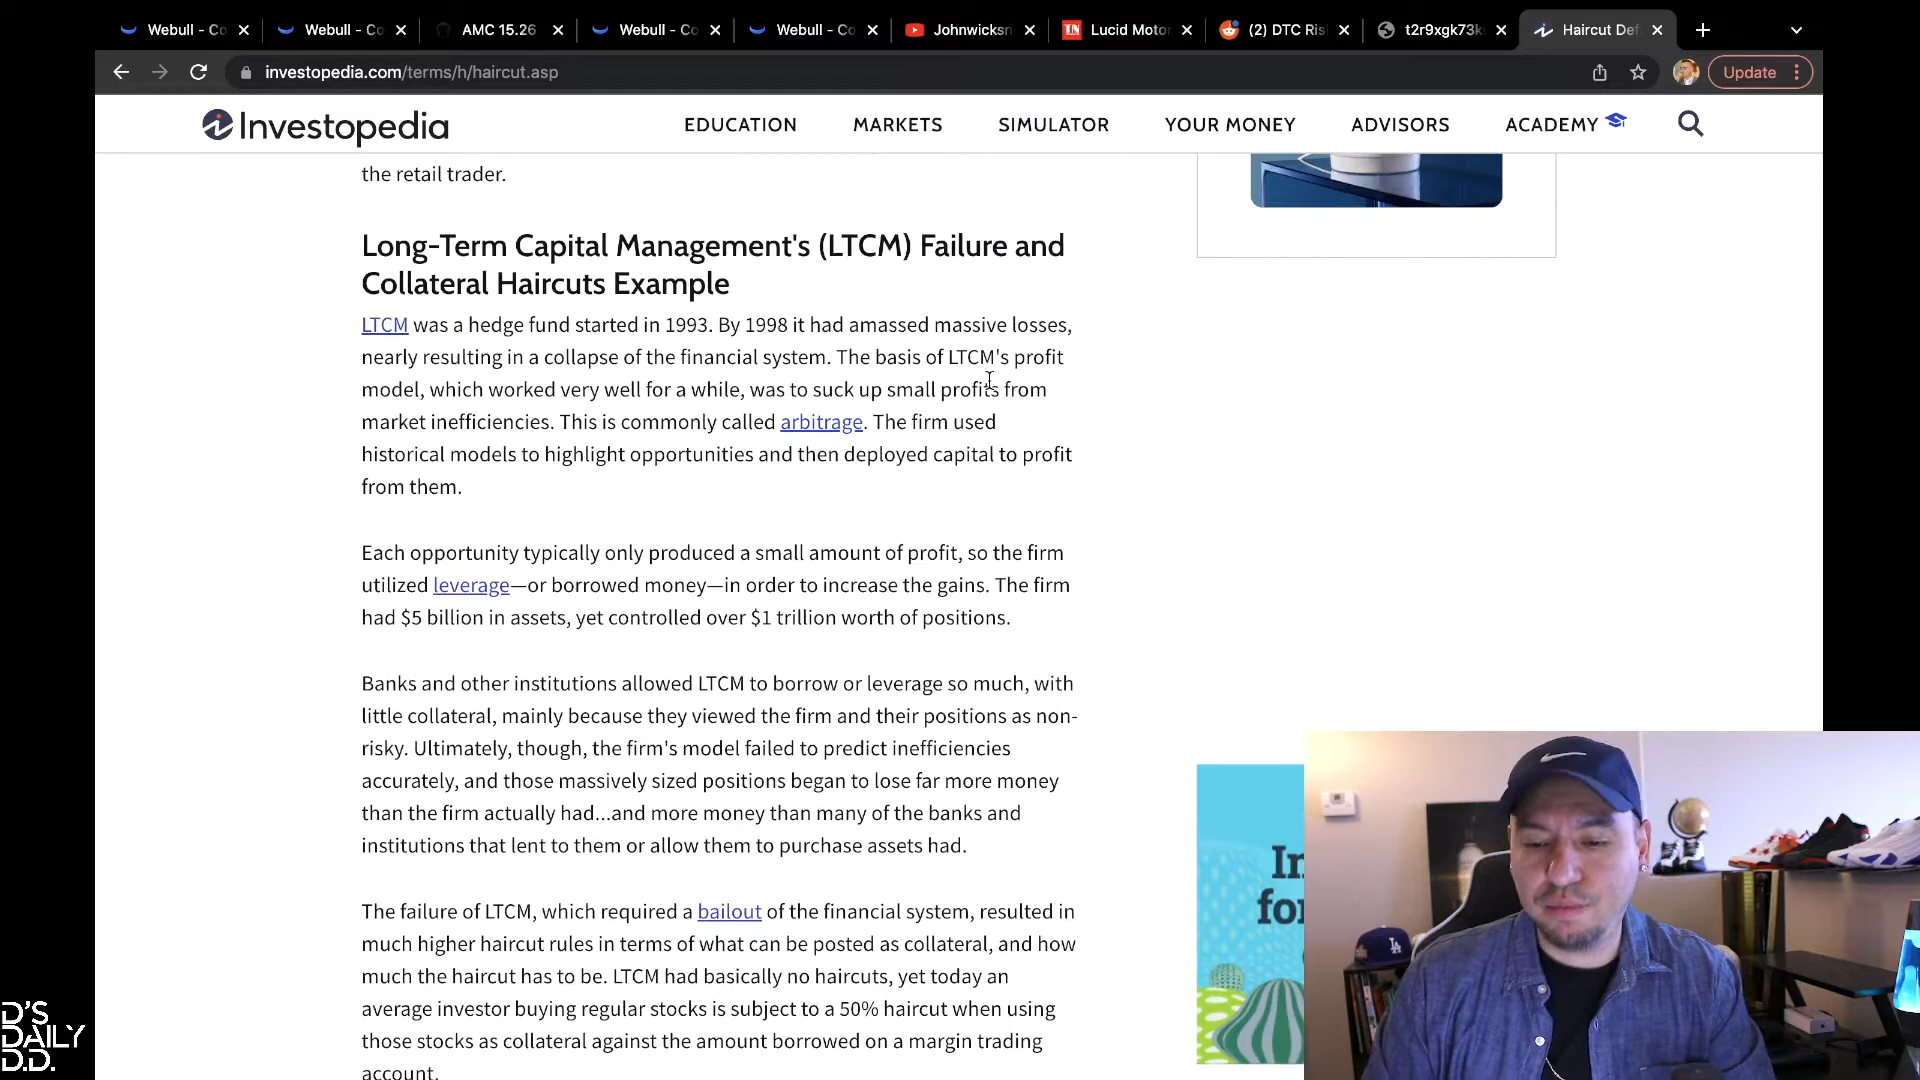 Webull - Co
Webull - Co
AMC 15.26
Webull - Co
Webull - Co
Johnwicksn
Lucid Motor
(2) DTC Ris
t2r9xgk73k
Haircut Def
investopedia.com/terms/h/haircut.asp
Update
Investopedia
EDUCATION
MARKETS
SIMULATOR
YOUR MONEY
ADVISORS
ACADEMY
the retail trader.
Long-Term Capital Management's (LTCM) Failure and
Collateral Haircuts Example
LTCM was a hedge fund started in 1993. By 1998 it had amassed massive losses,
nearly resulting in a collapse of the financial system. The basis of LTCM's profit
model, which worked very well for a while, was to suck up small profits from
market inefficiencies. This is commonly called arbitrage. The firm used
historical models to highlight opportunities and then deployed capital to profit
from them.
Each opportunity typically only produced a small amount of profit, so the firm
utilized leverage—or borrowed money—in order to increase the gains. The firm
had $5 billion in assets, yet controlled over $1 trillion worth of positions.
Banks and other institutions allowed LTCM to borrow or leverage so much, with
little collateral, mainly because they viewed the firm and their positions as non-
risky. Ultimately, though, the firm's model failed to predict inefficiencies
accurately, and those massively sized positions began to lose far more money
than the firm actually had...and more money than many of the banks and
institutions that lent to them or allow them to purchase assets had.
The failure of LTCM, which required a bailout of the financial system, resulted in
much higher haircut rules in terms of what can be posted as collateral, and how
much the haircut has to be. LTCM had basically no haircuts, yet today an
average investor buying regular stocks is subject to a 50% haircut when using
those stocks as collateral against the amount borrowed on a margin trading
account.
In
for
LA
D'S
DAILY
D.D.